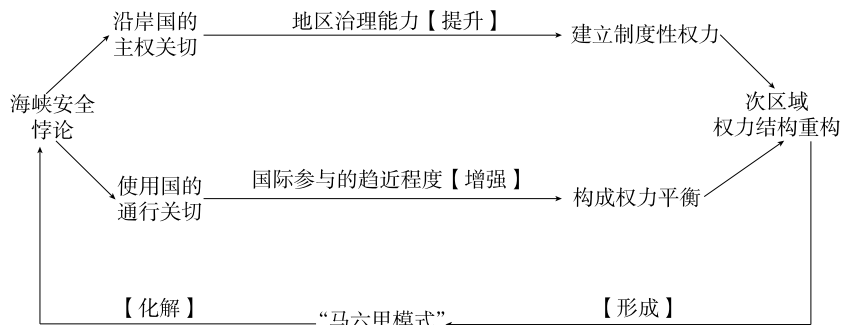 沿岸国的
主权关切
地区治理能力【提升】
建立制度性权力
海峡安全
悖论
次区域
权力结构重构
使用国的
通行关切
国际参与的趋近程度【增强】
构成权力平衡
【化解】
“马六甲模式”
【形成】